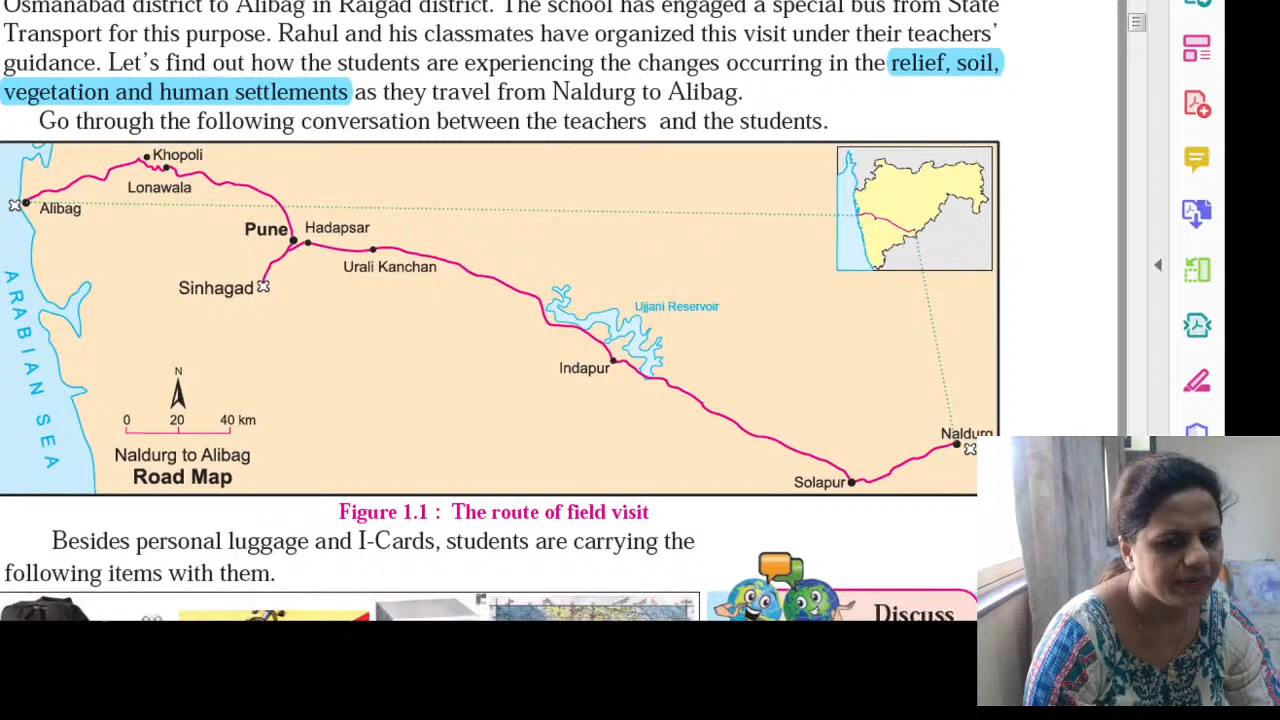 Osmanabad district to Alibag in Raigad district. The school has engaged a special bus from State
Transport for this purpose. Rahul and his classmates have organized this visit under their teachers'
guidance. Let's find out how the students are experiencing the changes occurring in the relief, soil,
vegetation and human settlements as they travel from Naldurg to Alibag.
Go through the following conversation between the teachers and the students.
Khopoli
Lonawala
Alibag
Pune
Hadapsar
Urali Kanchan
Sinhagad
Ujjani Reservoir
ARABIAN SEA
Indapur
N
0 20 40 km
Naldurg
Naldurg to Alibag
Road Map
Solapur
Figure 1.1 : The route of field visit
Besides personal luggage and I-Cards, students are carrying the
following items with them.
Discuss